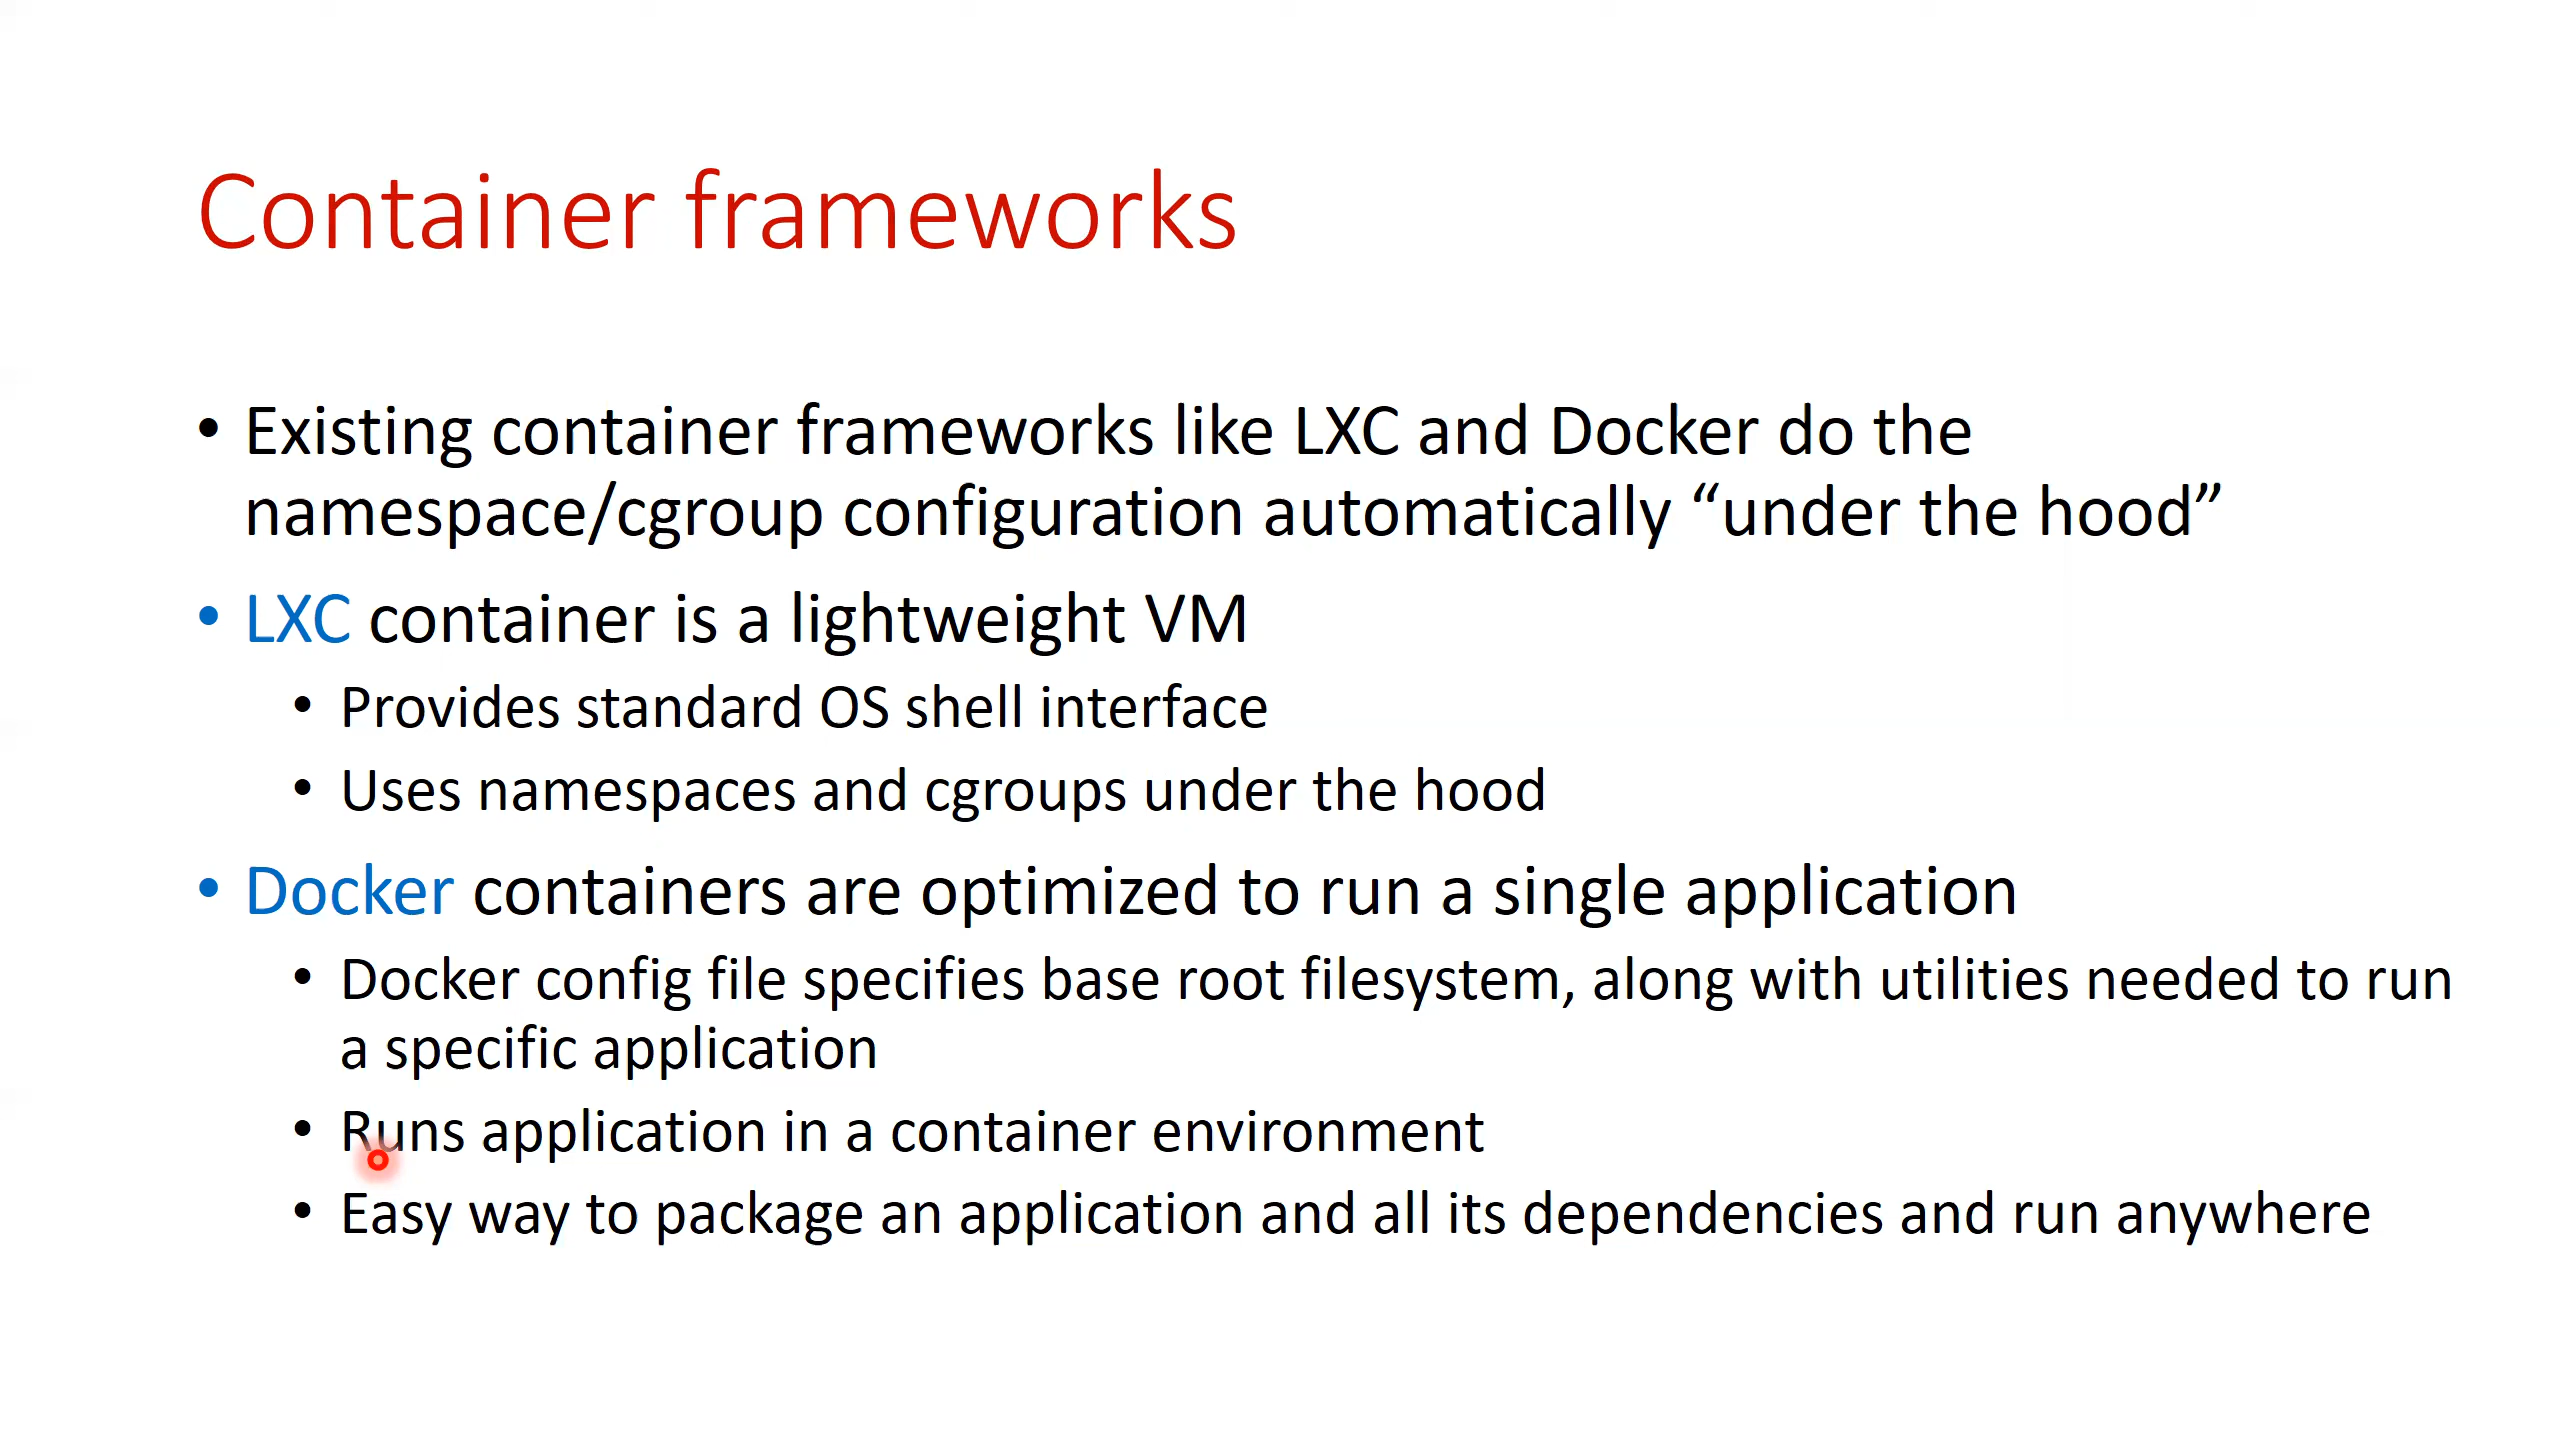 Container frameworks
• Existing container frameworks like LXC and Docker do the
namespace/cgroup configuration automatically “under the hood”
• LXC container is a lightweight VM
• Provides standard OS shell interface
• Uses namespaces and cgroups under the hood
• Docker containers are optimized to run a single application
• Docker config file specifies base root filesystem, along with utilities needed to run
a specific application
• Runs application in a container environment
• Easy way to package an application and all its dependencies and run anywhere